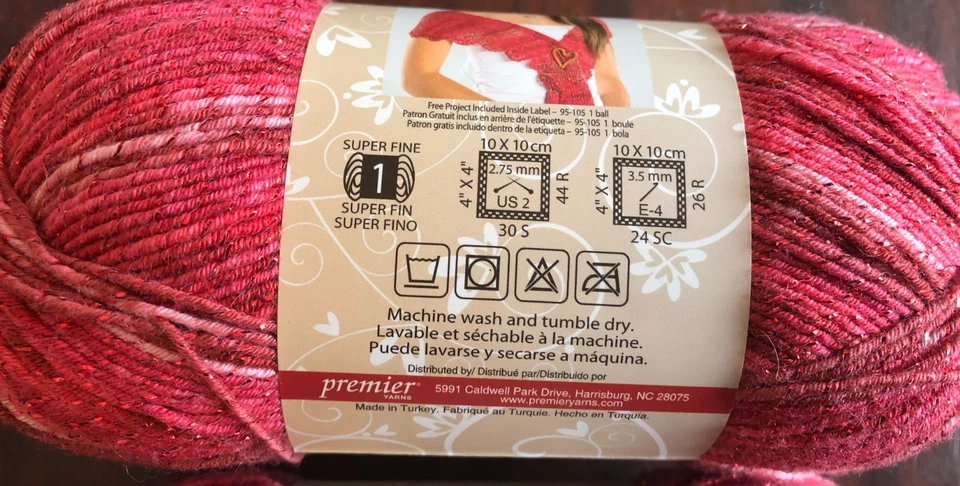 Free Project Included Inside Label – 95-105 1 ball
Patron Gratuit inclus en arrière de l'étiquette – 95-105 1 boule
Patron gratis incluido dentro de la etiqueta – 95-105 1 bola
SUPER FINE
1
SUPER FIN
SUPER FINO
10 X 10 cm
4" X 4"
2.75 mm
US 2
44 R
30 S
10 X 10 cm
4" X 4"
3.5 mm
E-4
26 R
24 SC
Machine wash and tumble dry.
Lavable et séchable à la machine.
Puede lavarse y secarse a máquina.
Distributed by/ Distribué par/Distribuido por
premier®
YARNS
5991 Caldwell Park Drive, Harrisburg, NC 28075
www.premieryarns.com
Made in Turkey. Fabriqué au Turquie. Hecho en Turquía.